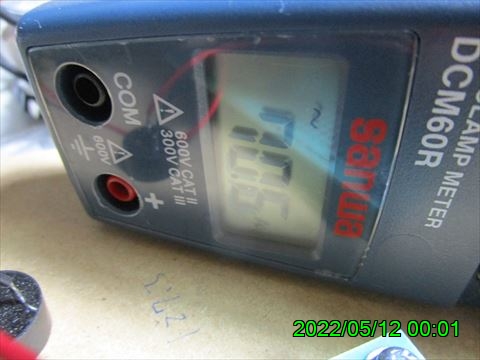 CLAMP METER
DCM60R
sanwa
~
COM
600V CAT II
300V CAT III
600V
+
2022/05/12 00:01